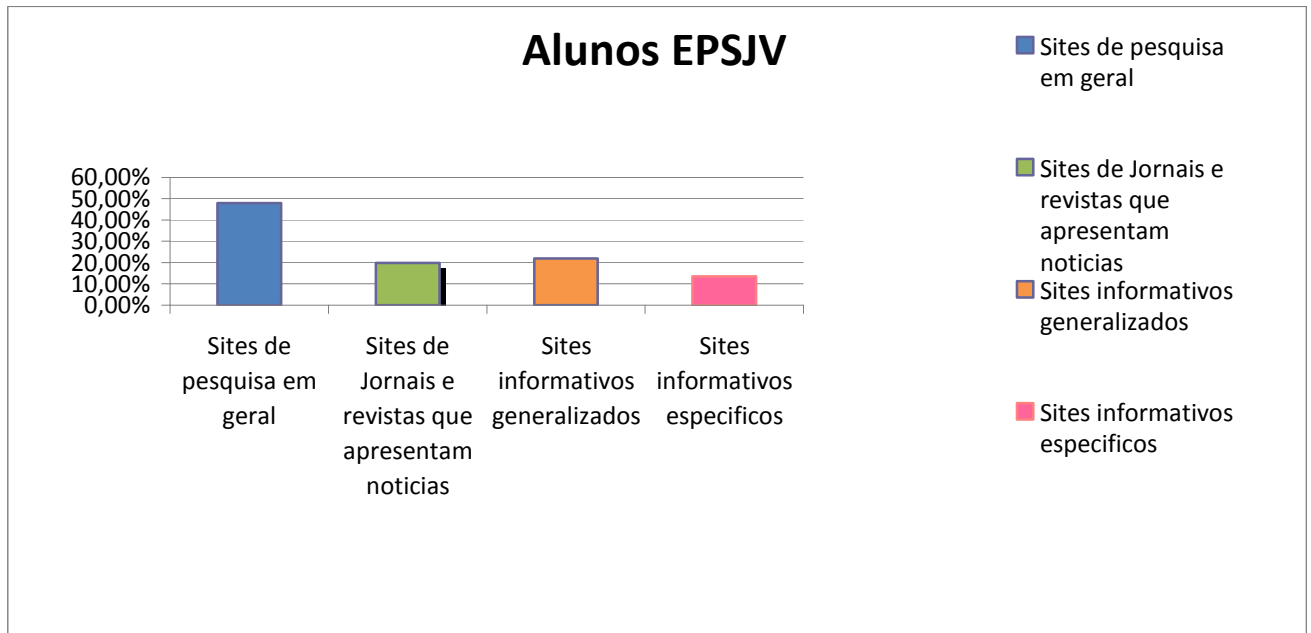 Alunos EPSJV
60,00%
50,00%
40,00%
30,00%
20,00%
10,00%
0,00%
Sites de
pesquisa em
geral
Sites de
Jornais e
revistas que
apresentam
noticias
Sites
informativos
generalizados
Sites
informativos
especificos
Sites de pesquisa
em geral
Sites de Jornais e
revistas que
apresentam
noticias
Sites informativos
generalizados
Sites informativos
especificos